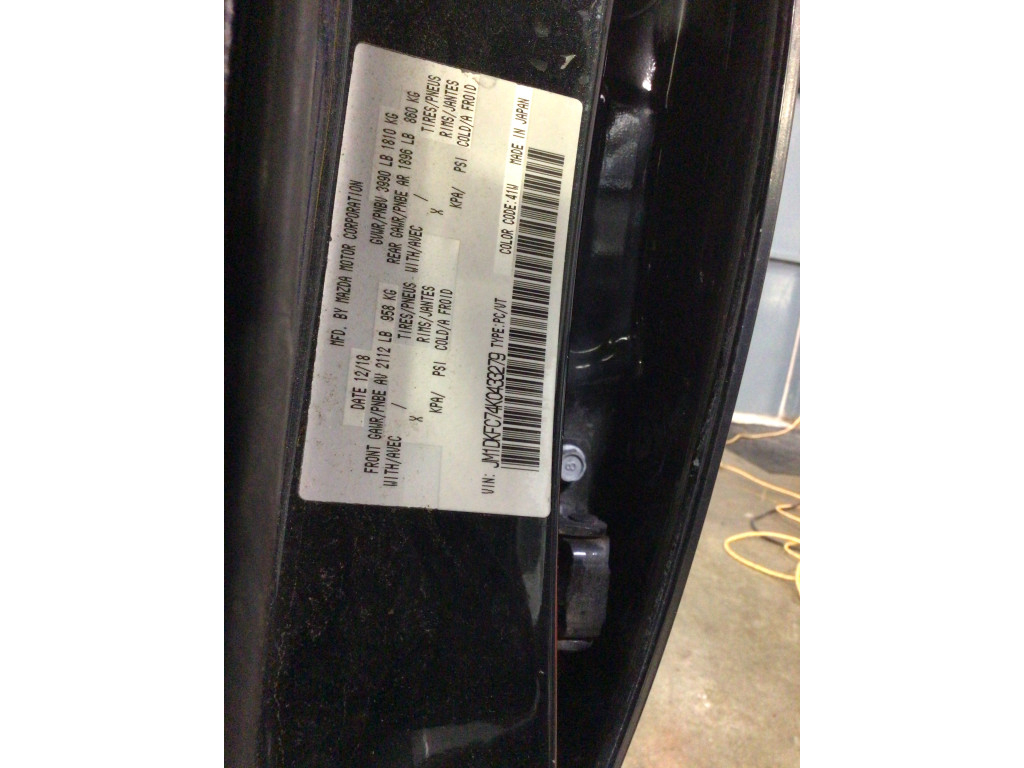 MFD. BY MAZDA MOTOR CORPORATION
DATE 12/18 GVWR/PNBV 3990 LB 1810 KG
FRONT GAWR/PNBE AV 2112 LB 958 KG REAR GAWR/PNBE AR 1896 LB 860 KG
WITH/AVEC / TIRES/PNEUS WITH/AVEC / TIRES/PNEUS
X RIMS/JANTES X RIMS/JANTES
KPA/ PSI COLD/A FROID KPA/ PSI COLD/A FROID
VIN: JM1DKFC74K0433279 TYPE:PC/VT COLOR CODE:41W MADE IN JAPAN
8